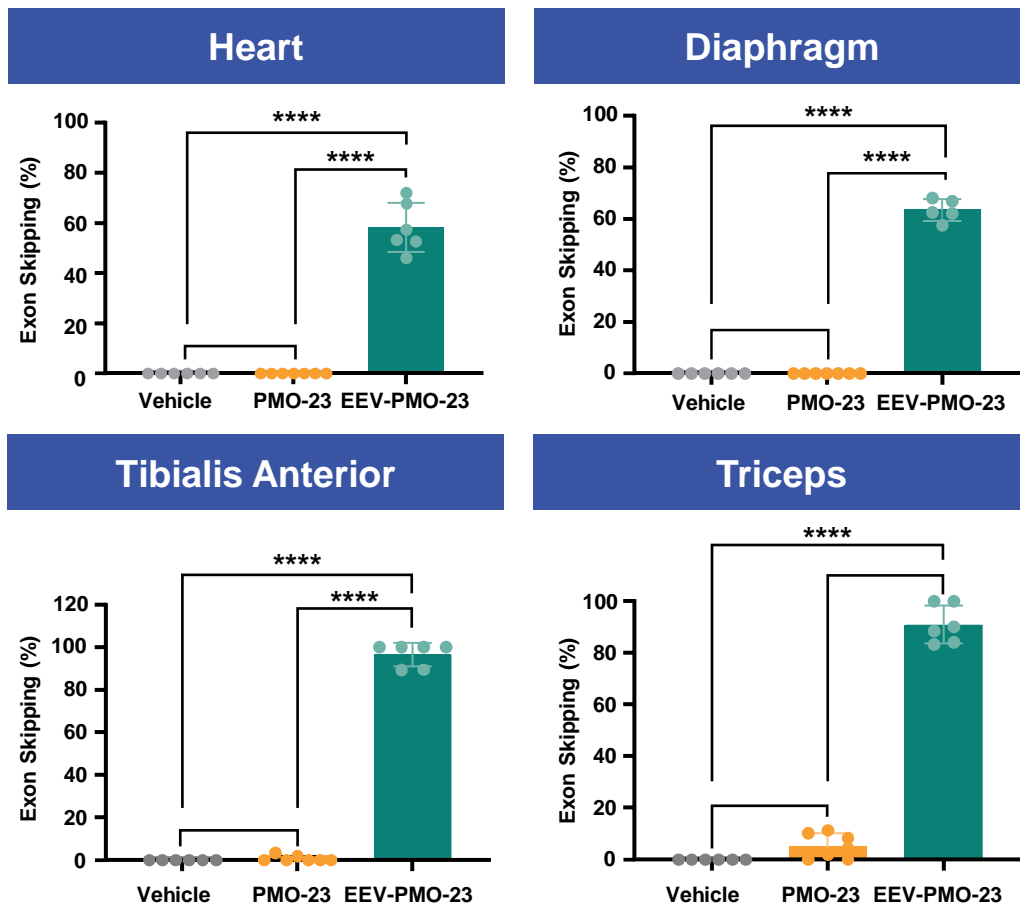 Heart
Exon Skipping (%)
100
80
60
40
20
0
****
****
Vehicle PMO-23 EEV-PMO-23
Diaphragm
Exon Skipping (%)
100
80
60
40
20
0
****
****
Vehicle PMO-23 EEV-PMO-23
Tibialis Anterior
Exon Skipping (%)
120
100
80
60
40
20
0
****
****
Vehicle PMO-23 EEV-PMO-23
Triceps
Exon Skipping (%)
100
80
60
40
20
0
****
Vehicle PMO-23 EEV-PMO-23